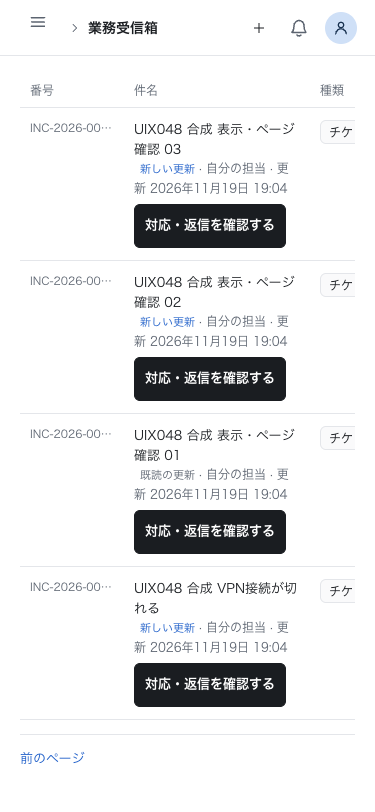 業務受信箱
番号 件名 種類
INC-2026-00… UIX048 合成 表示・ページ チケ
確認 03
新しい更新 · 自分の担当 · 更
新 2026年11月19日 19:04
対応・返信を確認する
INC-2026-00… UIX048 合成 表示・ページ チケ
確認 02
新しい更新 · 自分の担当 · 更
新 2026年11月19日 19:04
対応・返信を確認する
INC-2026-00… UIX048 合成 表示・ページ チケ
確認 01
既読の更新 · 自分の担当 · 更
新 2026年11月19日 19:04
対応・返信を確認する
INC-2026-00… UIX048 合成 VPN接続が切 チケ
れる
新しい更新 · 自分の担当 · 更
新 2026年11月19日 19:04
対応・返信を確認する
前のページ